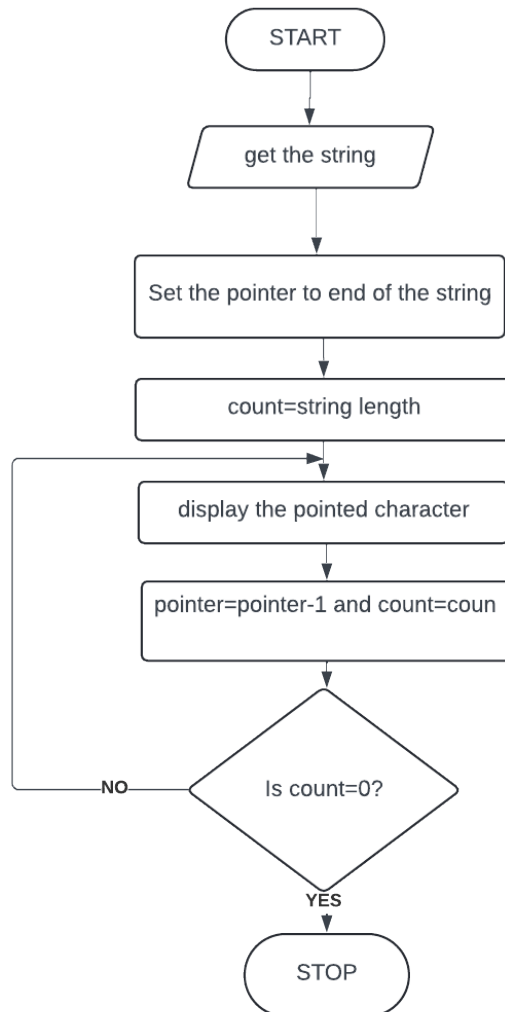 START
get the string
Set the pointer to end of the string
count=string length
display the pointed character
pointer=pointer-1 and count=coun
Is count=0?
NO
YES
STOP